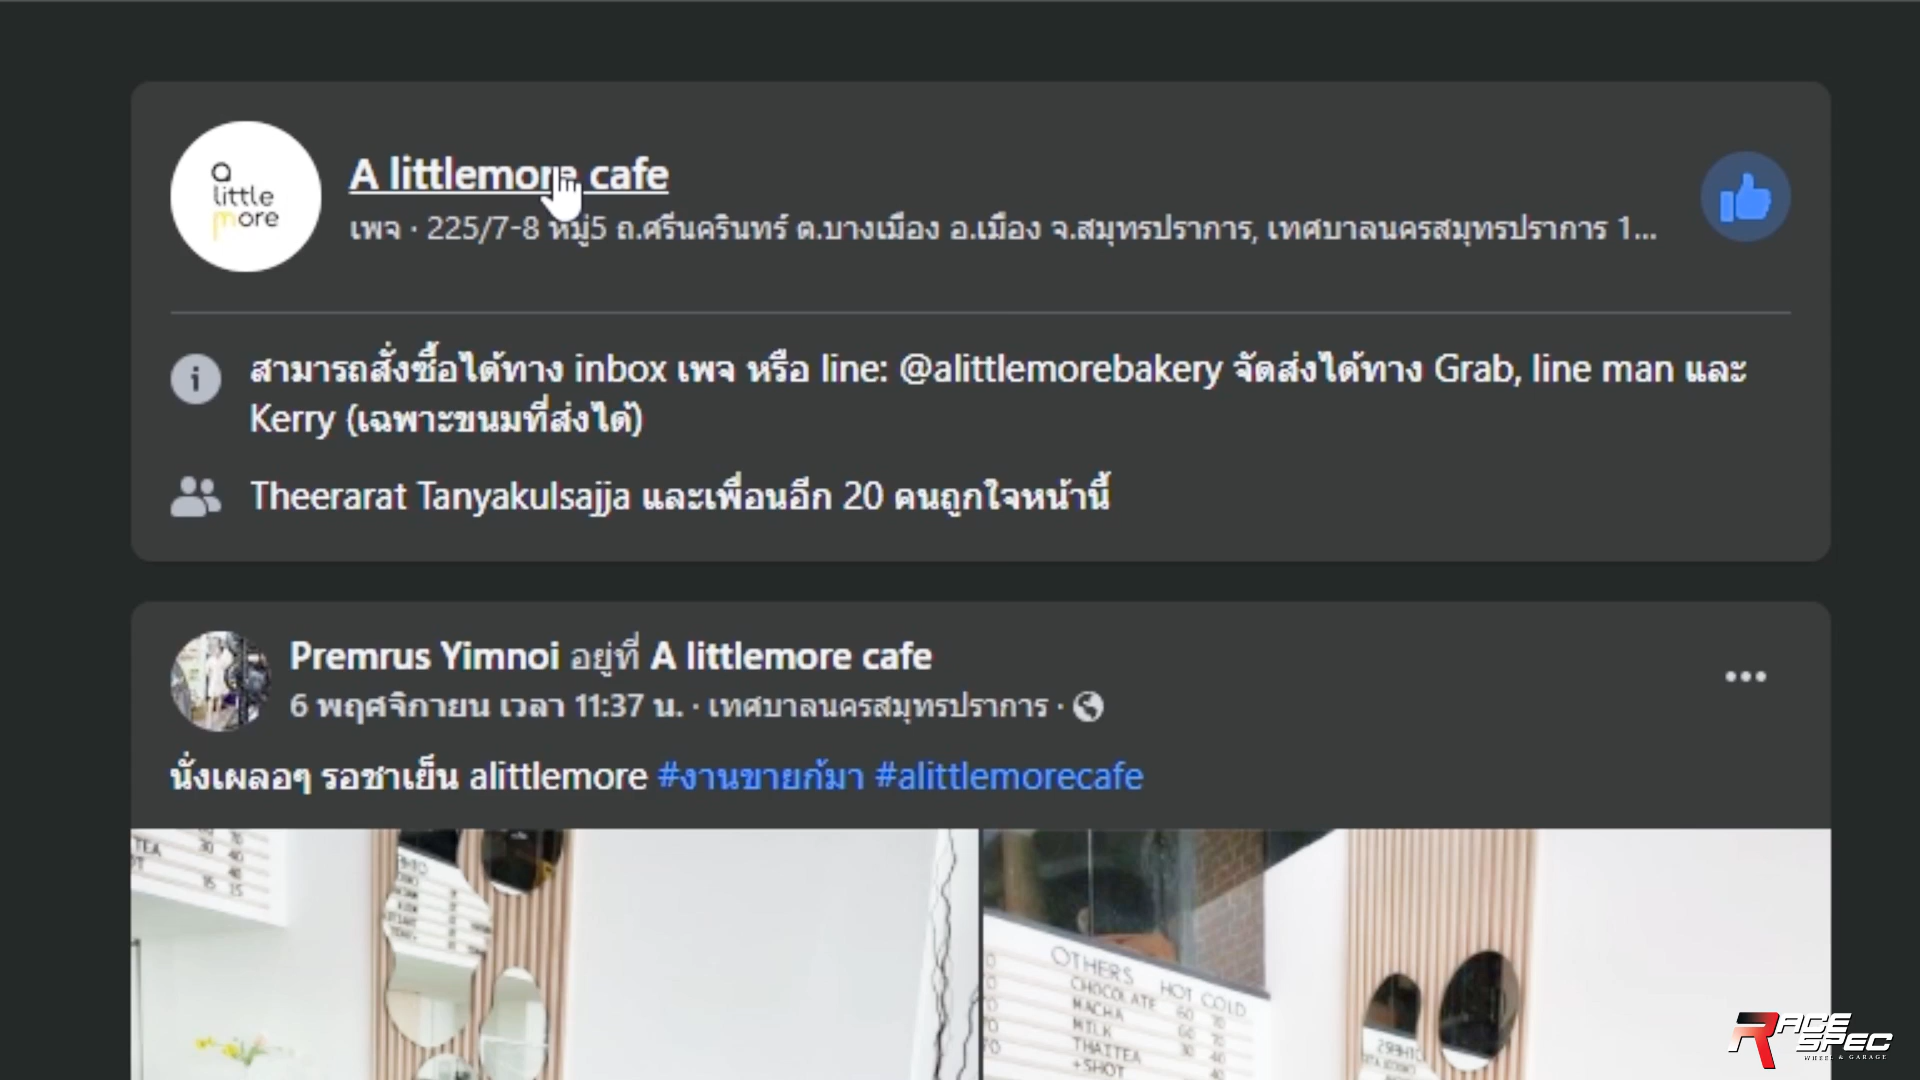 a
little
more
A littlemore cafe
เพจ · 225/7-8 หมู่5 ถ.ศรีนครินทร์ ต.บางเมือง อ.เมือง จ.สมุทรปราการ, เทศบาลนครสมุทรปราการ 1...
สามารถสั่งซื้อได้ทาง inbox เพจ หรือ line: @alittlemorebakery จัดส่งได้ทาง Grab, line man และ
Kerry (เฉพาะขนมที่ส่งได้)
Theerarat Tanyakulsajja และเพื่อนอีก 20 คนถูกใจหน้านี้
Premrus Yimnoi อยู่ที่ A littlemore cafe
6 พฤศจิกายน เวลา 11:37 น. · เทศบาลนครสมุทรปราการ ·
นั่งเผลอๆ รอชาเย็น alittlemore #งานขายก้มา #alittlemorecafe
TEA 30 40
40
15 15
OTHERS HOT COLD
CHOCOLATE 60 70
MACHA 60 70
MILK 30 40
THAITEA 40
+SHOT
RACE
SPEC
WHEEL & GARAGE